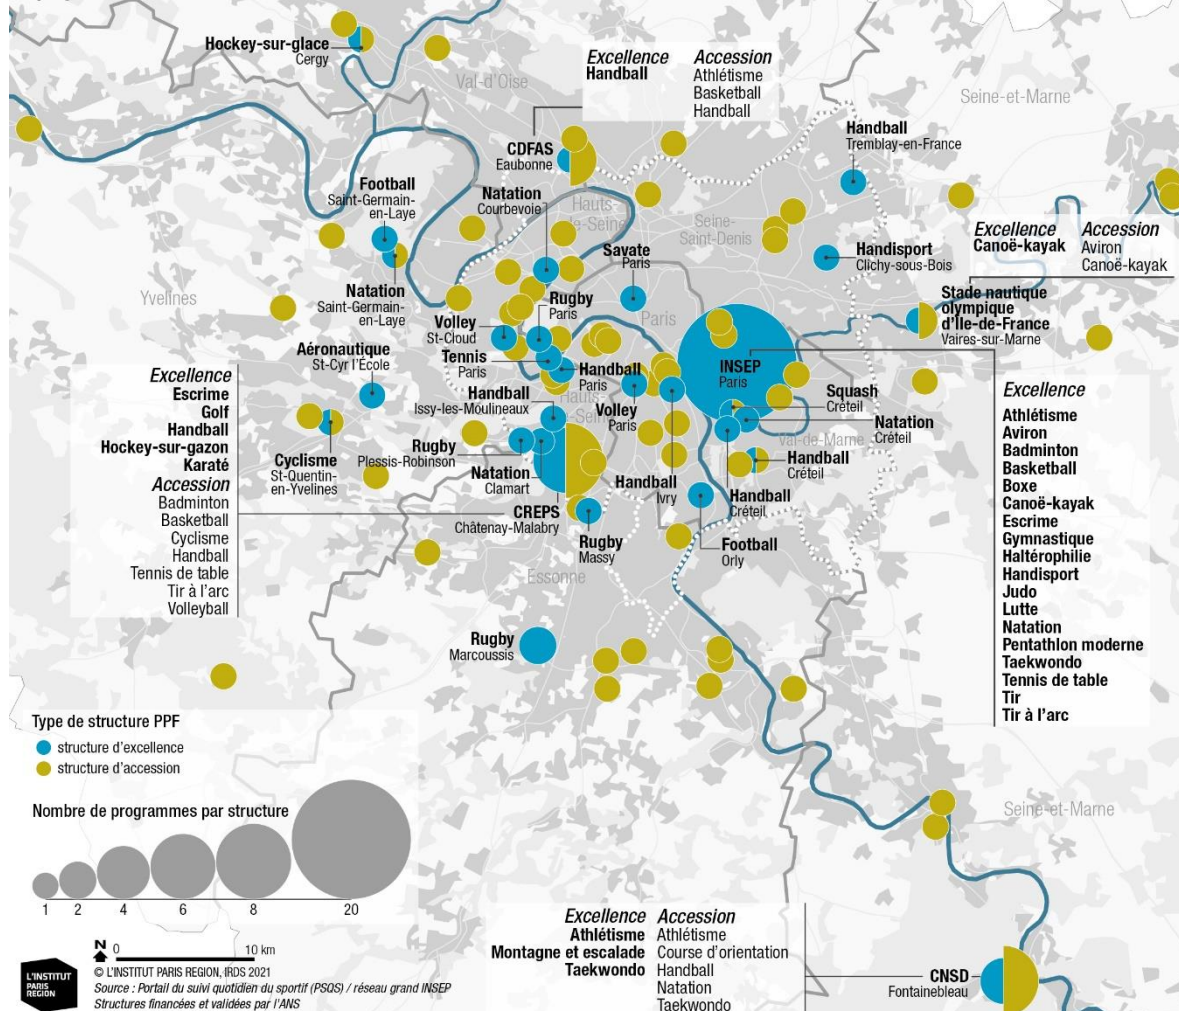 Hockey-sur-glace
Cergy
Val-d'Oise
Excellence
Handball
Accession
Athlétisme
Basketball
Handball
Seine-et-Marne
CDFAS
Eaubonne
Handball
Tremblay-en-France
Football
Saint-Germain-
en-Laye
Natation
Courbevoie
Hauts-
de-Seine
Seine-
Saint-Denis
Savate
Paris
Handisport
Clichy-sous-Bois
Excellence
Canoë-kayak
Accession
Aviron
Canoë-kayak
Stade nautique
olympique
d'Ile-de-France
Vaires-sur-Marne
Yvelines
Natation
Saint-Germain-
en-Laye
Rugby
Paris
Paris
Volley
St-Cloud
Aéronautique
St-Cyr l'École
Tennis
Paris
Handball
Paris
INSEP
Paris
Handball
Issy-les-Moulineaux
Hauts-
de-Seine
Volley
Paris
Squash
Créteil
Natation
Créteil
Val-de-Marne
Excellence
Escrime
Golf
Handball
Hockey-sur-gazon
Karaté
Accession
Badminton
Basketball
Cyclisme
Handball
Tennis de table
Tir à l'arc
Volleyball
Cyclisme
St-Quentin-
en-Yvelines
Rugby
Plessis-Robinson
Natation
Clamart
CREPS
Châtenay-Malabry
Handball
Ivry
Handball
Créteil
Handball
Créteil
Rugby
Massy
Football
Orly
Essonne
Rugby
Marcoussis
Excellence
Athlétisme
Aviron
Badminton
Basketball
Boxe
Canoë-kayak
Escrime
Gymnastique
Haltérophilie
Handisport
Judo
Lutte
Natation
Pentathlon moderne
Taekwondo
Tennis de table
Tir
Tir à l'arc
Type de structure PPF
structure d'excellence
structure d'accession
Nombre de programmes par structure
1 2 4 6 8 20
Seine-et-Marne
Excellence
Athlétisme
Montagne et escalade
Taekwondo
Accession
Athlétisme
Course d'orientation
Handball
Natation
Taekwondo
CNSD
Fontainebleau
N 0 10 km
L'INSTITUT
PARIS
REGION
© L'INSTITUT PARIS REGION, IRDS 2021
Source : Portail du suivi quotidien du sportif (PSQS) / réseau grand INSEP
Structures financées et validées par l'ANS